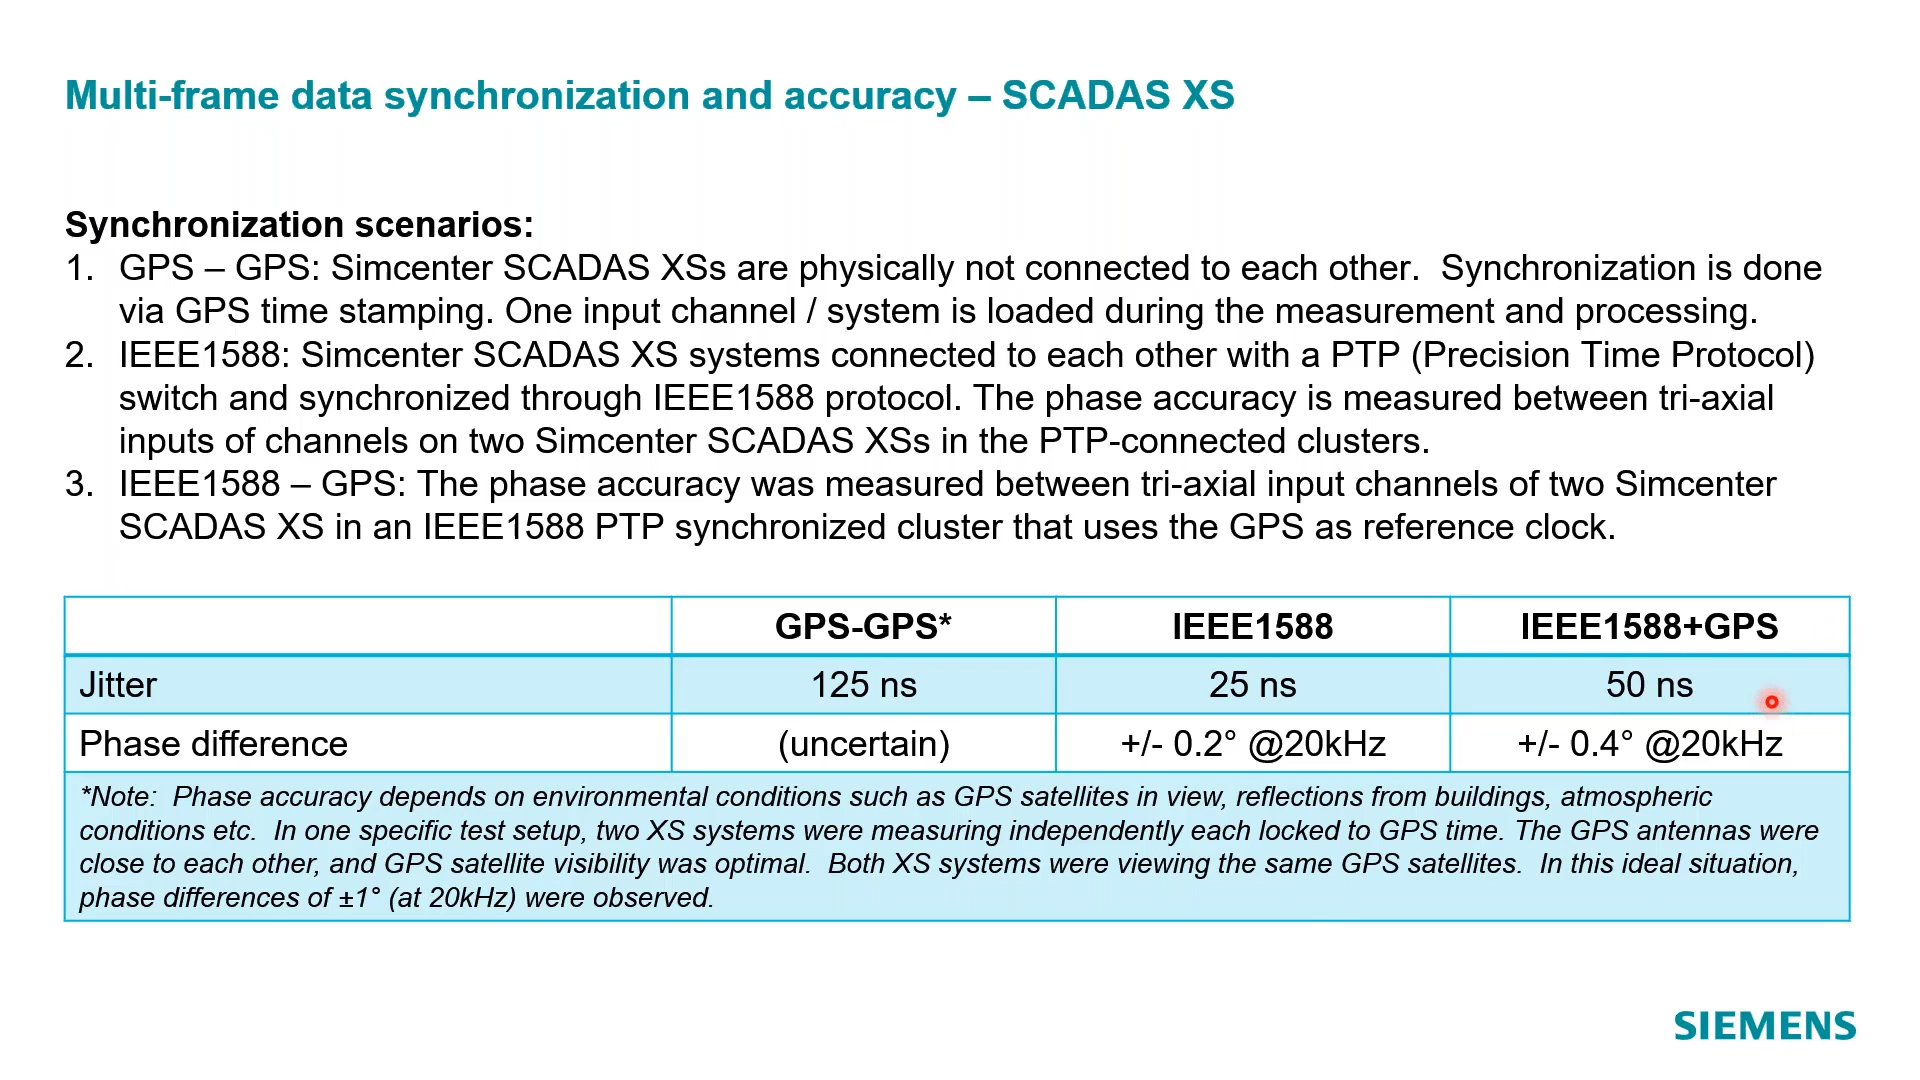 Multi-frame data synchronization and accuracy – SCADAS XS
Synchronization scenarios:
1. GPS – GPS: Simcenter SCADAS XSs are physically not connected to each other.  Synchronization is done
via GPS time stamping. One input channel / system is loaded during the measurement and processing.
2. IEEE1588: Simcenter SCADAS XS systems connected to each other with a PTP (Precision Time Protocol)
switch and synchronized through IEEE1588 protocol. The phase accuracy is measured between tri-axial
inputs of channels on two Simcenter SCADAS XSs in the PTP-connected clusters.
3. IEEE1588 – GPS: The phase accuracy was measured between tri-axial input channels of two Simcenter
SCADAS XS in an IEEE1588 PTP synchronized cluster that uses the GPS as reference clock.
GPS-GPS* IEEE1588 IEEE1588+GPS
Jitter 125 ns 25 ns 50 ns
Phase difference (uncertain) +/- 0.2° @20kHz +/- 0.4° @20kHz
*Note:  Phase accuracy depends on environmental conditions such as GPS satellites in view, reflections from buildings, atmospheric
conditions etc.  In one specific test setup, two XS systems were measuring independently each locked to GPS time. The GPS antennas were
close to each other, and GPS satellite visibility was optimal.  Both XS systems were viewing the same GPS satellites.  In this ideal situation,
phase differences of ±1° (at 20kHz) were observed.
SIEMENS